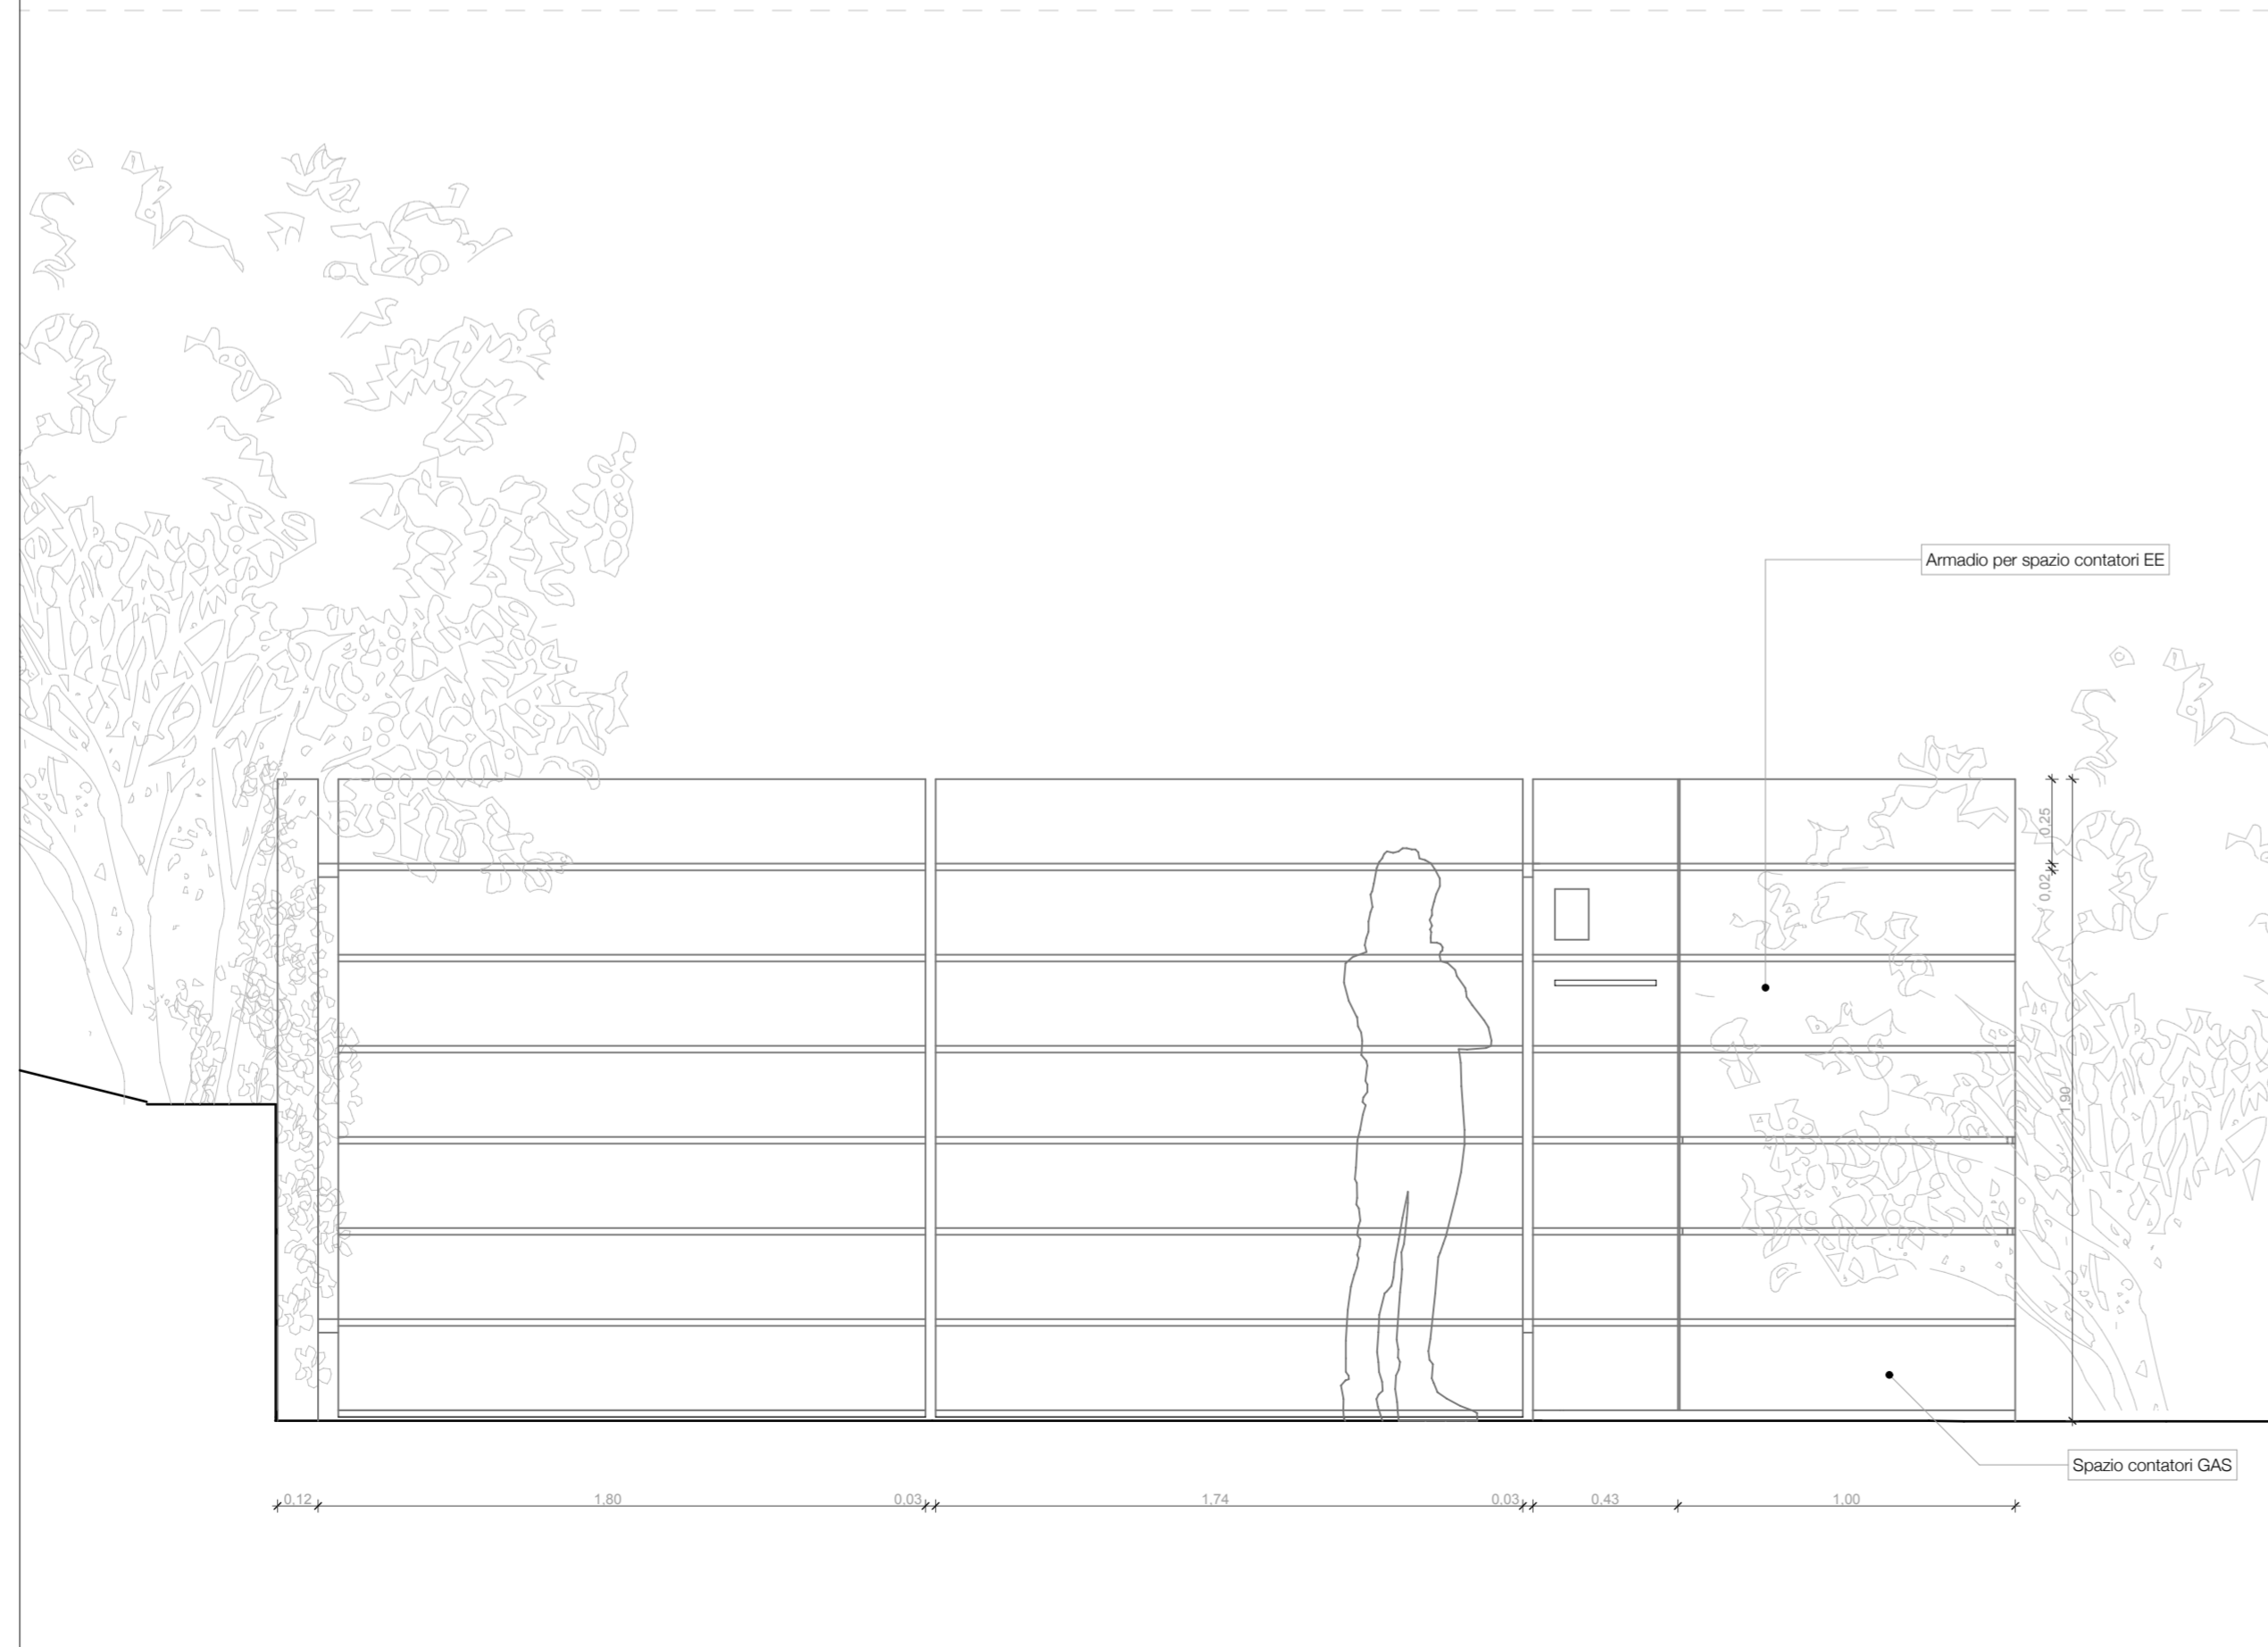 Armadio per spazio contatori EE
0,25
0,02
1,90
Spazio contatori GAS
0,12 1,80 0,03 1,74 0,03 0,43 1,00